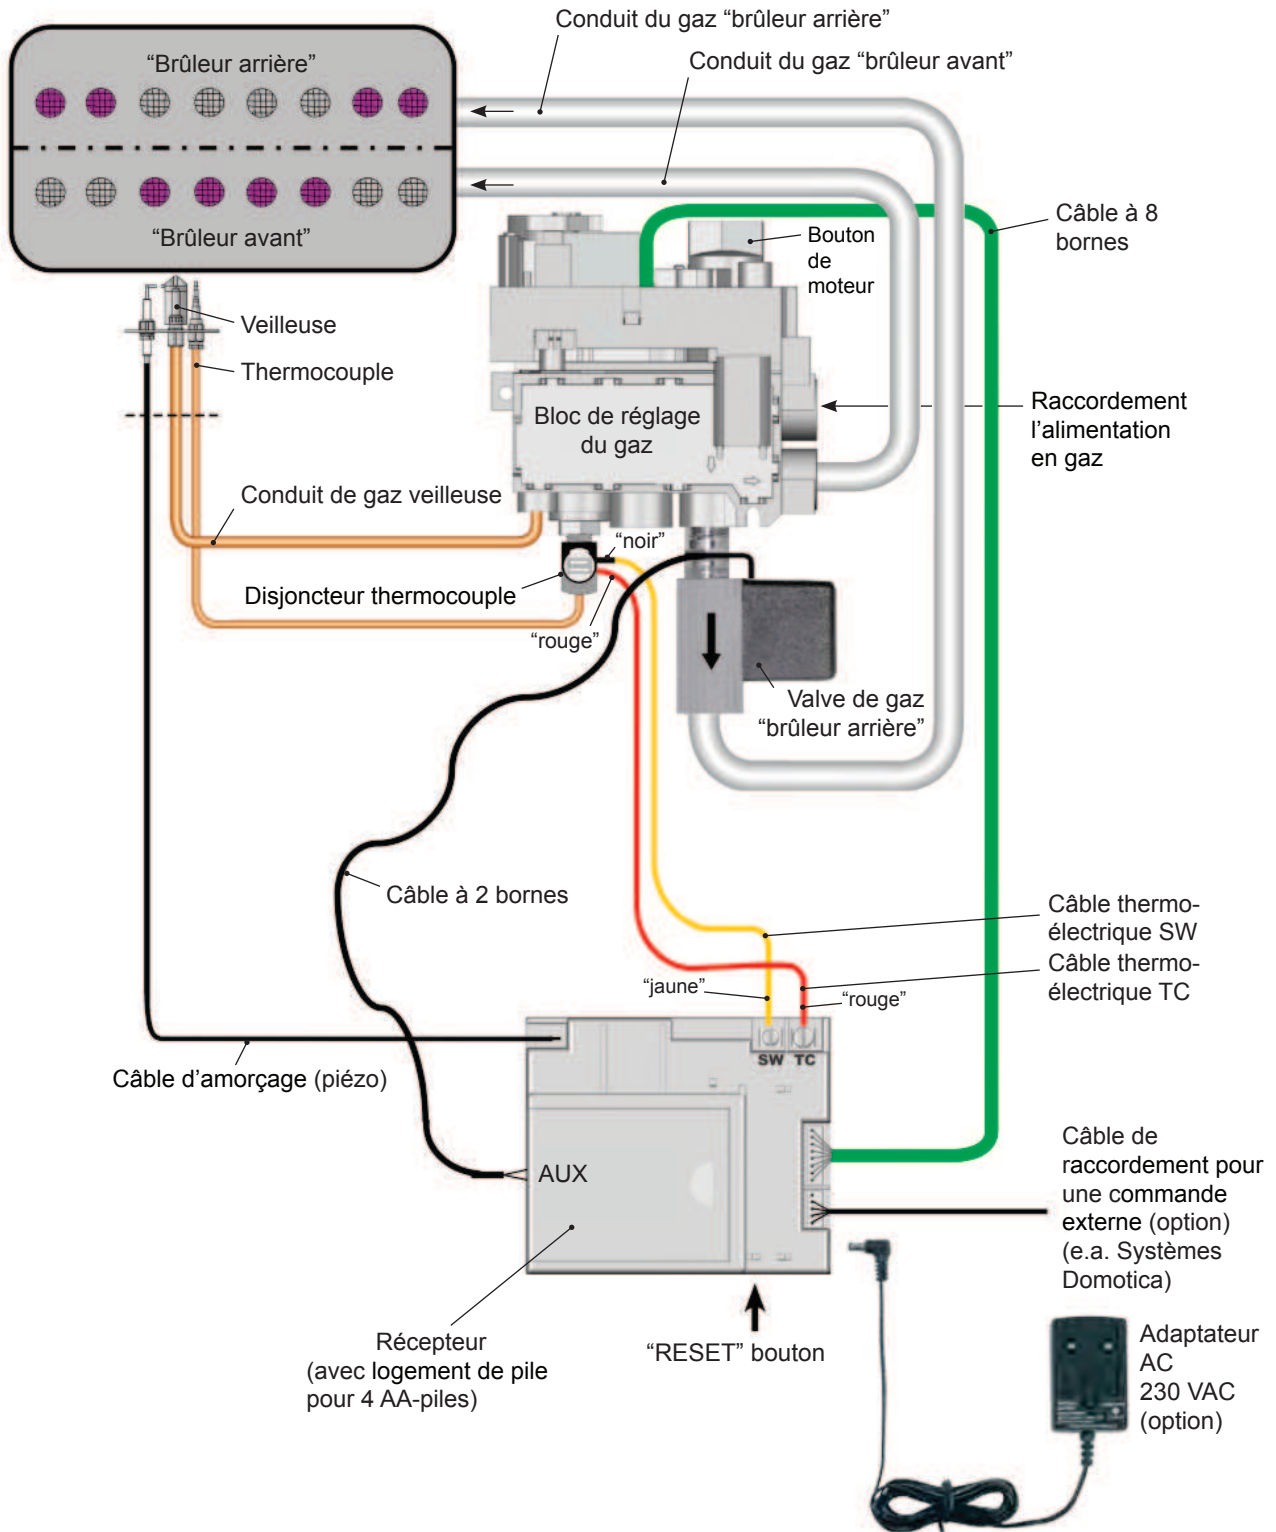 Conduit du gaz “brûleur arrière”
Conduit du gaz “brûleur avant”
“Brûleur arrière”
“Brûleur avant”
Câble à 8
bornes
Bouton
de
moteur
Veilleuse
Thermocouple
Bloc de réglage
du gaz
Raccordement
l’alimentation
en gaz
Conduit de gaz veilleuse
“noir”
Disjoncteur thermocouple
“rouge”
Valve de gaz
“brûleur arrière”
Câble à 2 bornes
Câble thermo-
électrique SW
Câble thermo-
électrique TC
“jaune”
“rouge”
SW TC
Câble d’amorçage (piézo)
AUX
Câble de
raccordement pour
une commande
externe (option)
(e.a. Systèmes
Domotica)
Récepteur
(avec logement de pile
pour 4 AA-piles)
“RESET” bouton
Adaptateur
AC
230 VAC
(option)